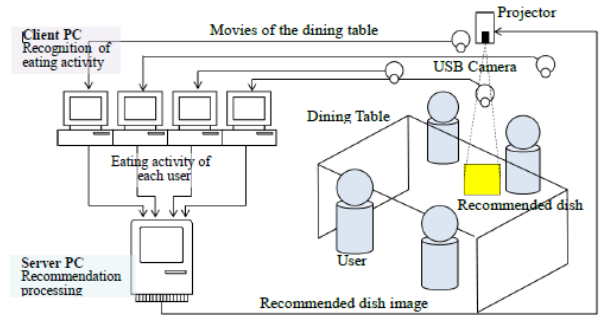 Projector
Client PC
Recognition of
eating activity
Movies of the dining table
USB Camera
Dining Table
Eating activity of
each user
Recommended dish
User
Server PC
Recommendation
processing
Recommended dish image